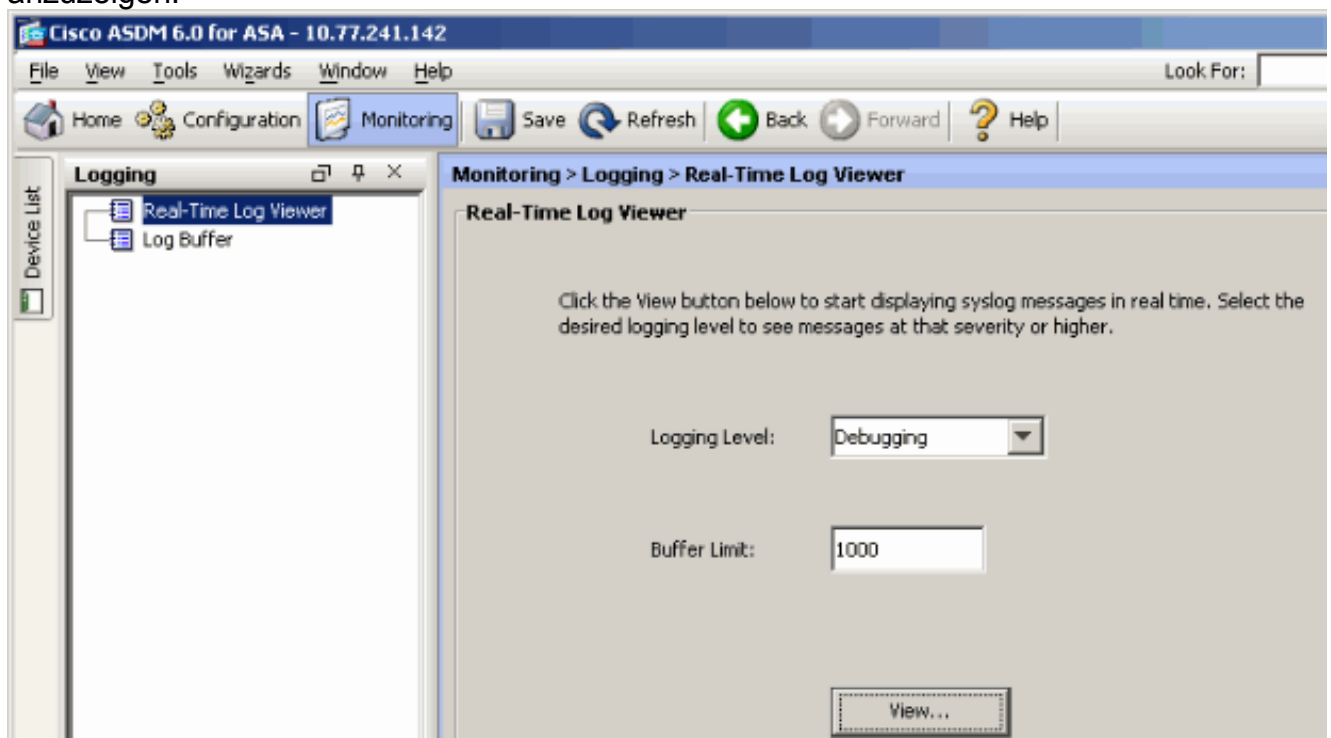 anzuzeigen.
Cisco ASDM 6.0 for ASA - 10.77.241.142
File View Tools Wizards Window Help Look For:
Home Configuration Monitoring Save Refresh Back Forward Help
Device List
Logging
Real-Time Log Viewer
Log Buffer
Monitoring > Logging > Real-Time Log Viewer
Real-Time Log Viewer
Click the View button below to start displaying syslog messages in real time. Select the
desired logging level to see messages at that severity or higher.
Logging Level: Debugging
Buffer Limit: 1000
View...